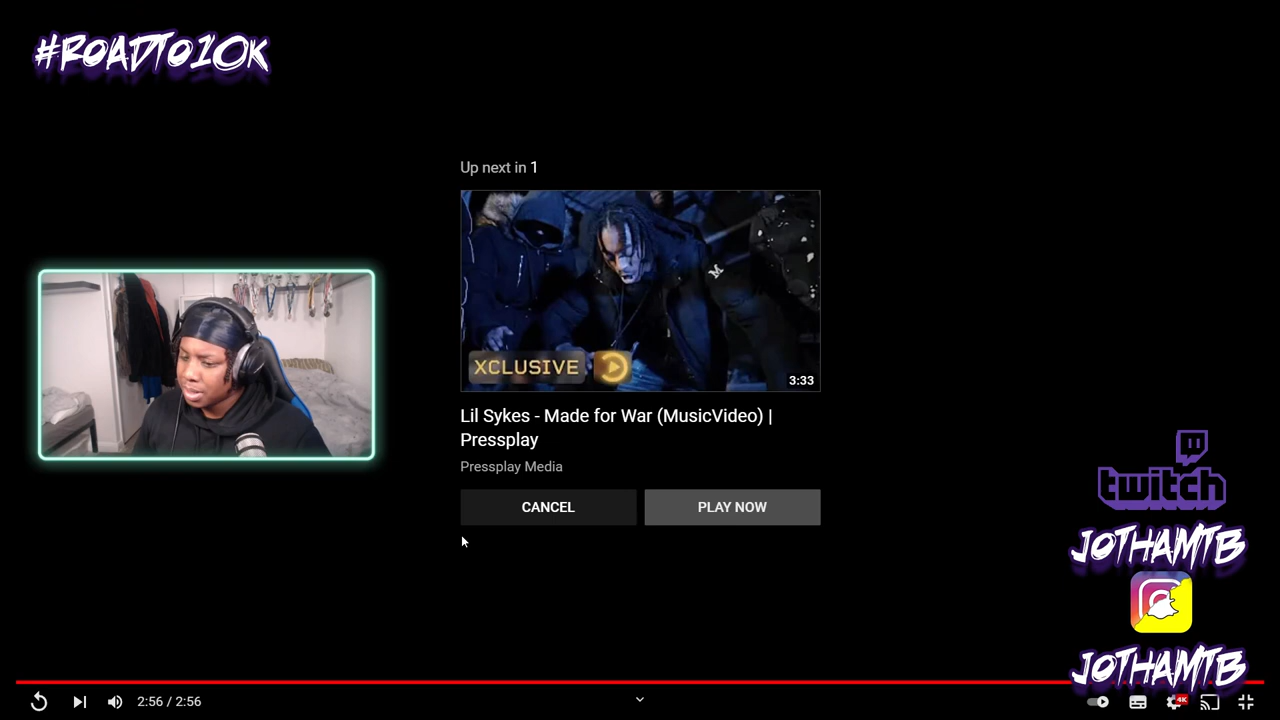 #ROADTO10K
Up next in 1
XCLUSIVE
3:33
Lil Sykes - Made for War (MusicVideo) |
Pressplay
Pressplay Media
CANCEL
PLAY NOW
twitch
JOTHAMTB
JOTHAMTB
2:56 / 2:56
4K